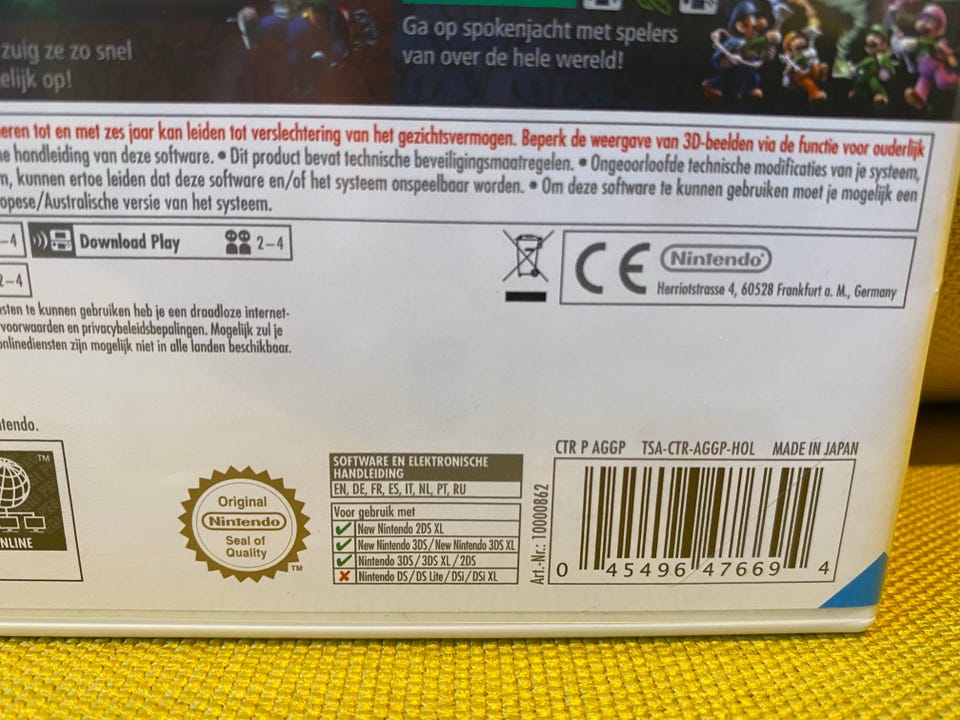 zuig ze zo snel
elijk op!
Ga op spokenjacht met spelers
van over de hele wereld!
eren tot en met zes jaar kan leiden tot verslechtering van het gezichtsvermogen. Beperk de weergave van 3D-beelden via de functie voor ouderlijk
e handleiding van deze software. • Dit product bevat technische beveiligingsmaatregelen. • Ongeoorloofde technische modificaties van je systeem,
n, kunnen ertoe leiden dat deze software en/of het systeem onspeelbaar worden. • Om deze software te kunnen gebruiken moet je mogelijk een
opese/Australische versie van het systeem.
–4
Download Play 2–4
2–4
CE Nintendo
Herriotstrasse 4, 60528 Frankfurt a. M., Germany
sten te kunnen gebruiken heb je een draadloze internet-
voorwaarden en privacybeleidsbepalingen. Mogelijk zul je
onlinediensten zijn mogelijk niet in alle landen beschikbaar.
ntendo.
TM
NLINE
Original
Nintendo
Seal of
Quality
TM
SOFTWARE EN ELEKTRONISCHE
HANDLEIDING
EN, DE, FR, ES, IT, NL, PT, RU
Voor gebruik met
New Nintendo 2DS XL
New Nintendo 3DS/New Nintendo 3DS XL
Nintendo 3DS/3DS XL/2DS
Nintendo DS/DS Lite/DSi/DSi XL
Art.-Nr.: 10000862
CTR P AGGP TSA-CTR-AGGP-HOL MADE IN JAPAN
0 45496 47669 4